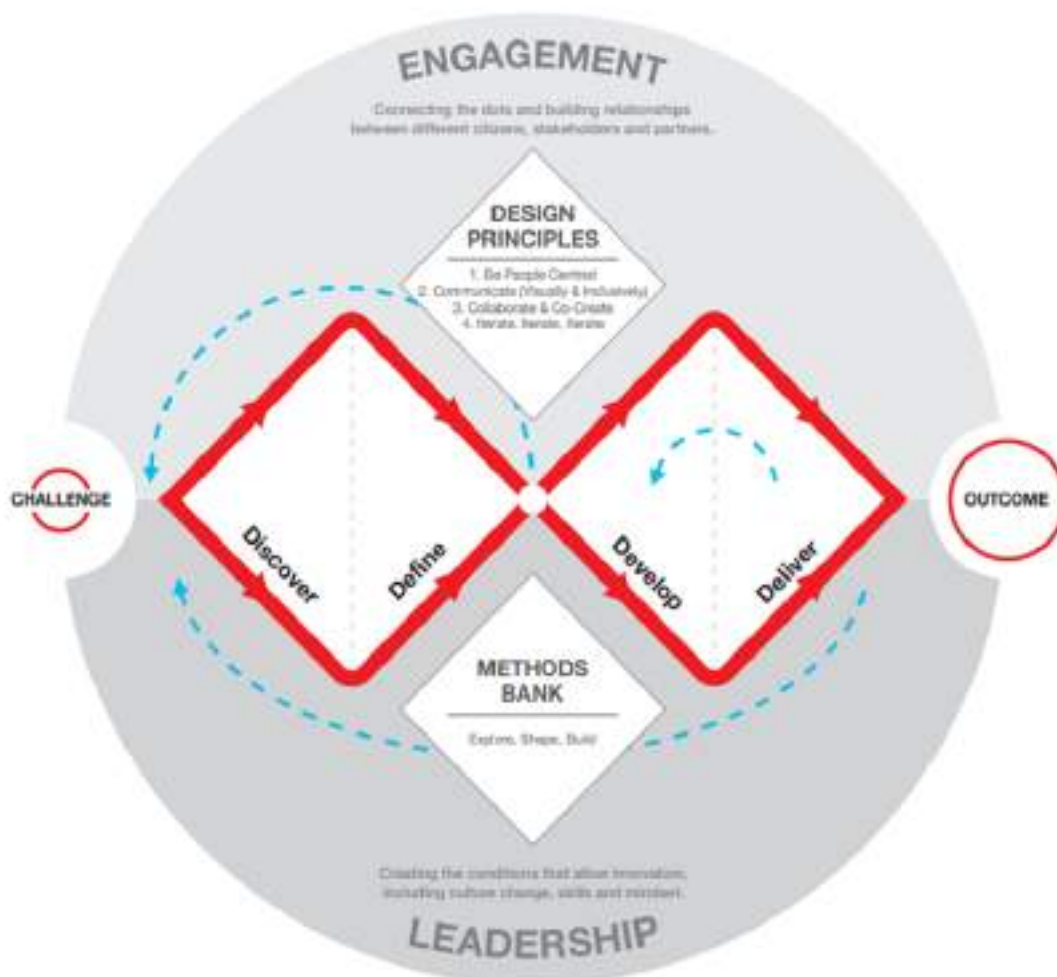 ENGAGEMENT
Connecting the dots and building relationships
between different citizens, stakeholders and partners.
DESIGN
PRINCIPLES
1. Be People Centred
2. Communicate (Visually & Inclusively)
3. Collaborate & Co-Create
4. Iterate, Iterate, Iterate
CHALLENGE
OUTCOME
Discover
Define
Develop
Deliver
METHODS
BANK
Explore, Shape, Build
Creating the conditions that allow innovation,
including culture change, skills and mindset.
LEADERSHIP